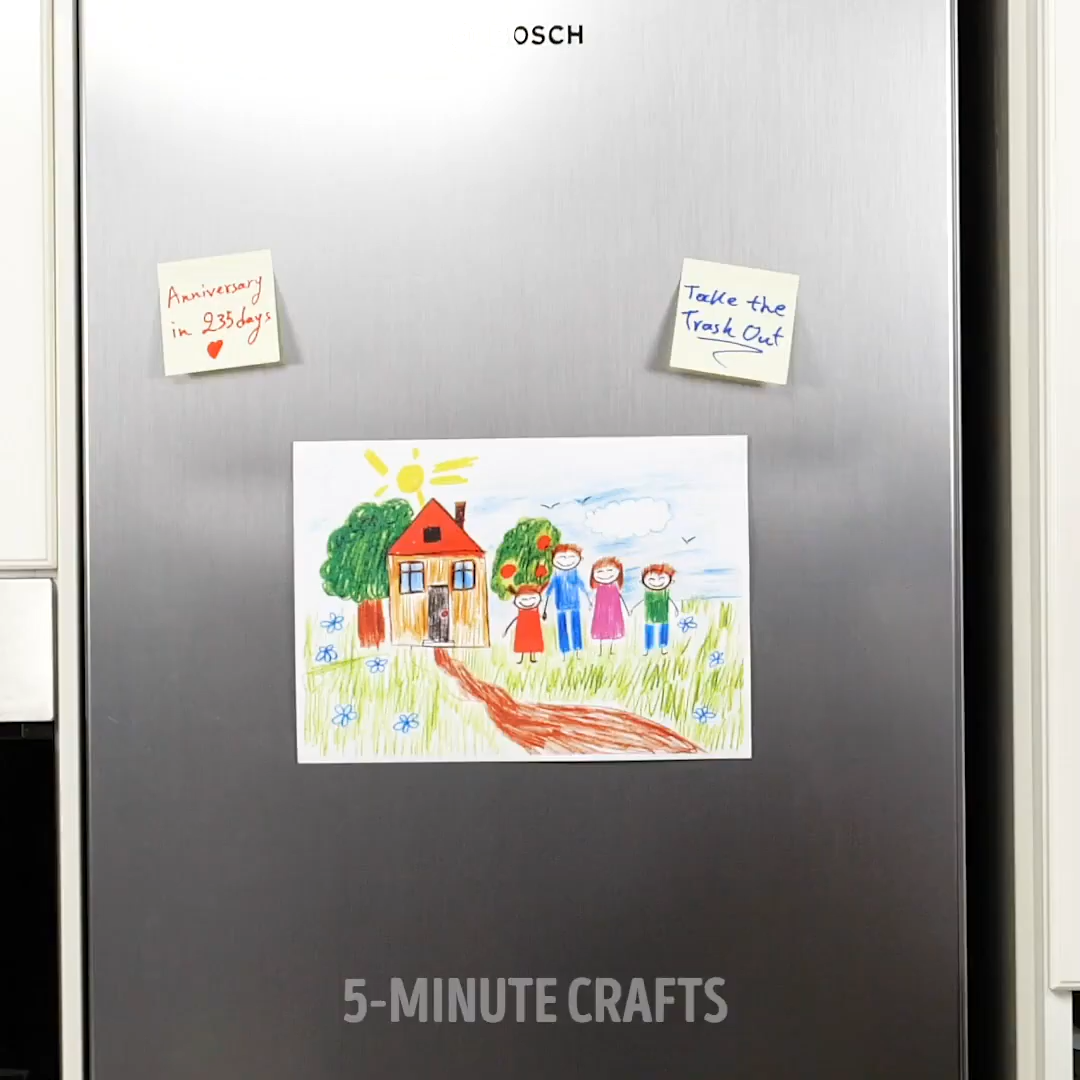 OSCH
Anniversary
in 235 days
Take the
Trash Out
5-MINUTE CRAFTS